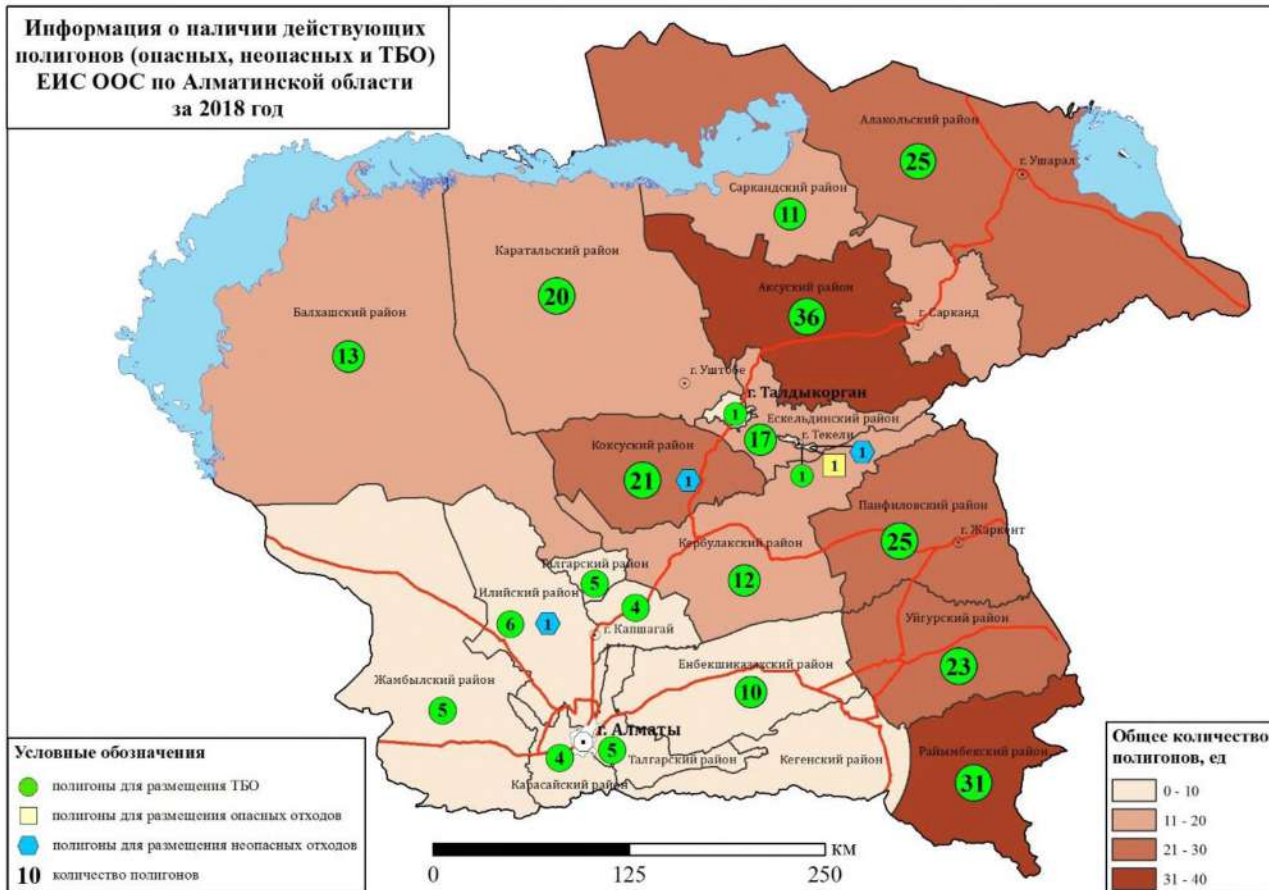 Информация о наличии действующих
полигонов (опасных, неопасных и ТБО)
ЕИС ООС по Алматинской области
за 2018 год
Алакольский район
25
г. Ушарал
Саркандский район
11
Каратальский район
20
Аксуский район
36
Балхашский район
13
г. Сарканд
г. Уштобе
г. Талдыкорган
1
Ескельдинский район
17
г. Текели
1
1
1
Коксуский район
21
1
Панфиловский район
25
г. Жаркент
Кербулакский район
12
Талгарский район
5
Илийский район
6
1
4
г. Капшагай
Уйгурский район
23
Енбекшиказахский район
10
Жамбылский район
5
г. Алматы
4
5
Талгарский район
Кегенский район
Карасайский район
Райымбекский район
31
Условные обозначения
полигоны для размещения ТБО
полигоны для размещения опасных отходов
полигоны для размещения неопасных отходов
10 количество полигонов
км
0 125 250
Общее количество
полигонов, ед
0 - 10
11 - 20
21 - 30
31 - 40